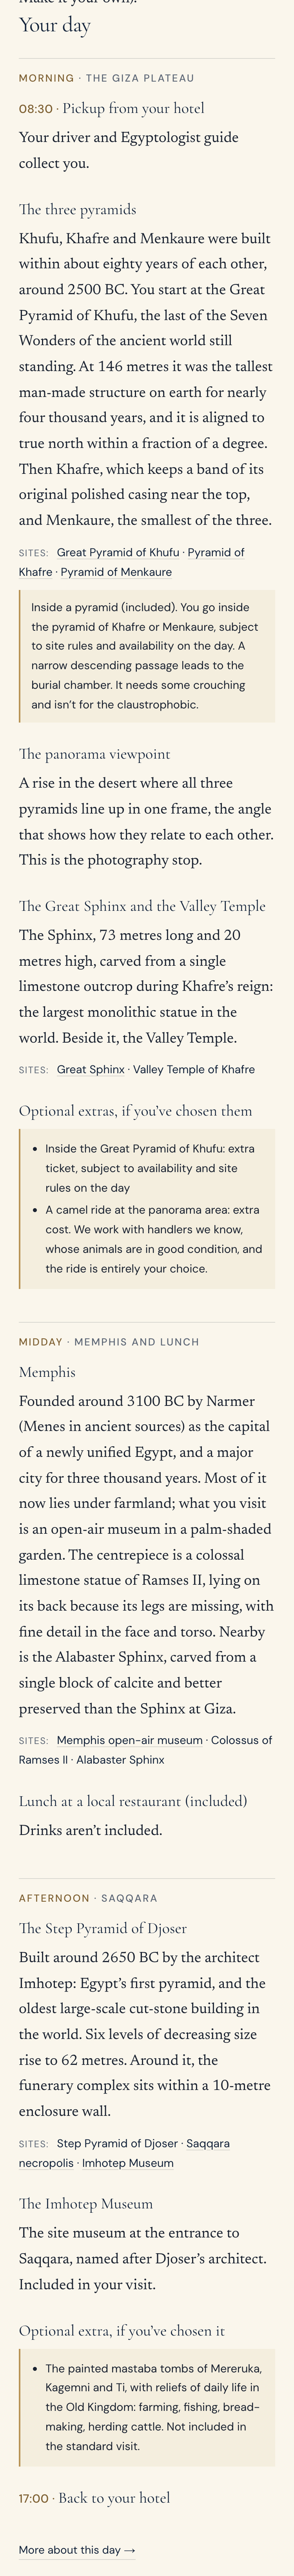 Your day
MORNING · THE GIZA PLATEAU
08:30 · Pickup from your hotel
Your driver and Egyptologist guide
collect you.
The three pyramids
Khufu, Khafre and Menkaure were built
within about eighty years of each other,
around 2500 BC. You start at the Great
Pyramid of Khufu, the last of the Seven
Wonders of the ancient world still
standing. At 146 metres it was the tallest
man-made structure on earth for nearly
four thousand years, and it is aligned to
true north within a fraction of a degree.
Then Khafre, which keeps a band of its
original polished casing near the top,
and Menkaure, the smallest of the three.
SITES: Great Pyramid of Khufu · Pyramid of
Khafre · Pyramid of Menkaure
Inside a pyramid (included). You go inside
the pyramid of Khafre or Menkaure, subject
to site rules and availability on the day. A
narrow descending passage leads to the
burial chamber. It needs some crouching
and isn’t for the claustrophobic.
The panorama viewpoint
A rise in the desert where all three
pyramids line up in one frame, the angle
that shows how they relate to each other.
This is the photography stop.
The Great Sphinx and the Valley Temple
The Sphinx, 73 metres long and 20
metres high, carved from a single
limestone outcrop during Khafre’s reign:
the largest monolithic statue in the
world. Beside it, the Valley Temple.
SITES: Great Sphinx · Valley Temple of Khafre
Optional extras, if you’ve chosen them
• Inside the Great Pyramid of Khufu: extra
ticket, subject to availability and site
rules on the day
• A camel ride at the panorama area: extra
cost. We work with handlers we know,
whose animals are in good condition, and
the ride is entirely your choice.
MIDDAY · MEMPHIS AND LUNCH
Memphis
Founded around 3100 BC by Narmer
(Menes in ancient sources) as the capital
of a newly unified Egypt, and a major
city for three thousand years. Most of it
now lies under farmland; what you visit
is an open-air museum in a palm-shaded
garden. The centrepiece is a colossal
limestone statue of Ramses II, lying on
its back because its legs are missing, with
fine detail in the face and torso. Nearby
is the Alabaster Sphinx, carved from a
single block of calcite and better
preserved than the Sphinx at Giza.
SITES: Memphis open-air museum · Colossus of
Ramses II · Alabaster Sphinx
Lunch at a local restaurant (included)
Drinks aren’t included.
AFTERNOON · SAQQARA
The Step Pyramid of Djoser
Built around 2650 BC by the architect
Imhotep: Egypt’s first pyramid, and the
oldest large-scale cut-stone building in
the world. Six levels of decreasing size
rise to 62 metres. Around it, the
funerary complex sits within a 10-metre
enclosure wall.
SITES: Step Pyramid of Djoser · Saqqara
necropolis · Imhotep Museum
The Imhotep Museum
The site museum at the entrance to
Saqqara, named after Djoser’s architect.
Included in your visit.
Optional extra, if you’ve chosen it
• The painted mastaba tombs of Mereruka,
Kagemni and Ti, with reliefs of daily life in
the Old Kingdom: farming, fishing, bread-
making, herding cattle. Not included in
the standard visit.
17:00 · Back to your hotel
More about this day →